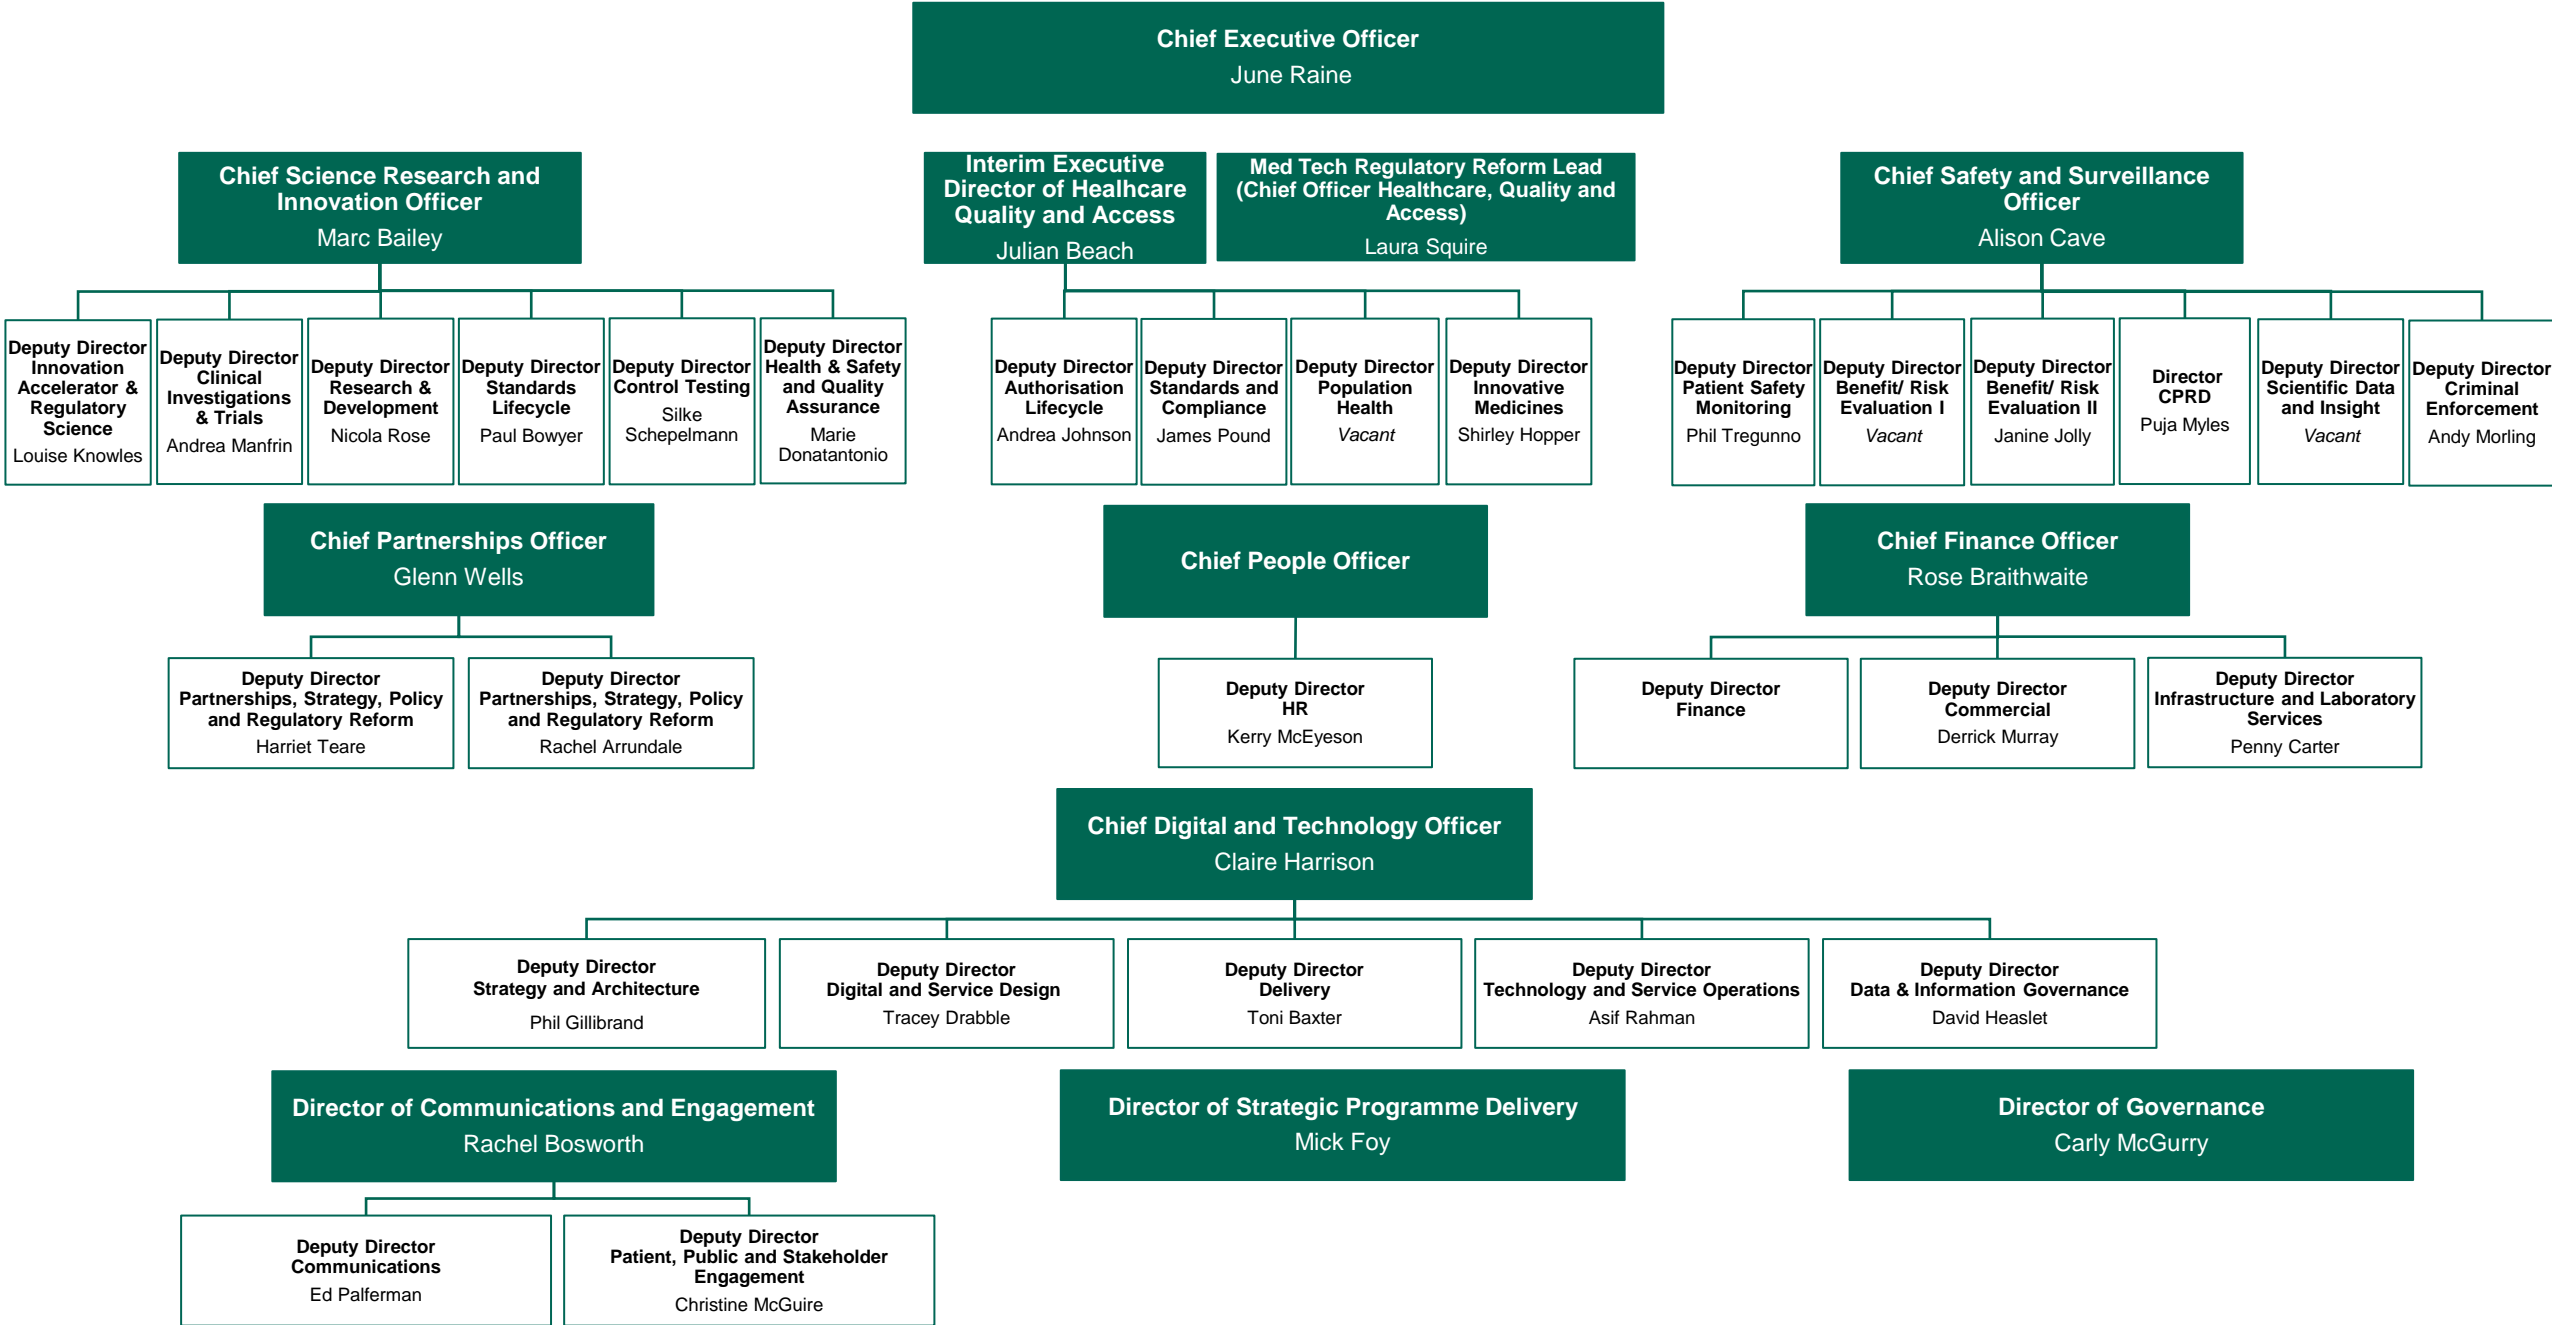 Chief Executive Officer
June Raine
Chief Science Research and
Innovation Officer
Marc Bailey
Interim Executive
Director of Healhcare
Quality and Access
Julian Beach
Med Tech Regulatory Reform Lead
(Chief Officer Healthcare, Quality and
Access)
Laura Squire
Chief Safety and Surveillance
Officer
Alison Cave
Deputy Director
Innovation
Accelerator &
Regulatory
Science
Louise Knowles
Deputy Director
Clinical
Investigations
& Trials
Andrea Manfrin
Deputy Director
Research &
Development
Nicola Rose
Deputy Director
Standards
Lifecycle
Paul Bowyer
Deputy Director
Control Testing
Silke
Schepelmann
Deputy Director
Health & Safety
and Quality
Assurance
Marie
Donatantonio
Deputy Director
Authorisation
Lifecycle
Andrea Johnson
Deputy Director
Standards and
Compliance
James Pound
Deputy Director
Population
Health
Vacant
Deputy Director
Innovative
Medicines
Shirley Hopper
Deputy Director
Patient Safety
Monitoring
Phil Tregunno
Deputy Director
Benefit/ Risk
Evaluation I
Vacant
Deputy Director
Benefit/ Risk
Evaluation II
Janine Jolly
Director
CPRD
Puja Myles
Deputy Director
Scientific Data
and Insight
Vacant
Deputy Director
Criminal
Enforcement
Andy Morling
Chief Partnerships Officer
Glenn Wells
Chief People Officer
Chief Finance Officer
Rose Braithwaite
Deputy Director
Partnerships, Strategy, Policy
and Regulatory Reform
Harriet Teare
Deputy Director
Partnerships, Strategy, Policy
and Regulatory Reform
Rachel Arrundale
Deputy Director
HR
Kerry McEyeson
Deputy Director
Finance
Deputy Director
Commercial
Derrick Murray
Deputy Director
Infrastructure and Laboratory
Services
Penny Carter
Chief Digital and Technology Officer
Claire Harrison
Deputy Director
Strategy and Architecture
Phil Gillibrand
Deputy Director
Digital and Service Design
Tracey Drabble
Deputy Director
Delivery
Toni Baxter
Deputy Director
Technology and Service Operations
Asif Rahman
Deputy Director
Data & Information Governance
David Heaslet
Director of Communications and Engagement
Rachel Bosworth
Director of Strategic Programme Delivery
Mick Foy
Director of Governance
Carly McGurry
Deputy Director
Communications
Ed Palferman
Deputy Director
Patient, Public and Stakeholder
Engagement
Christine McGuire